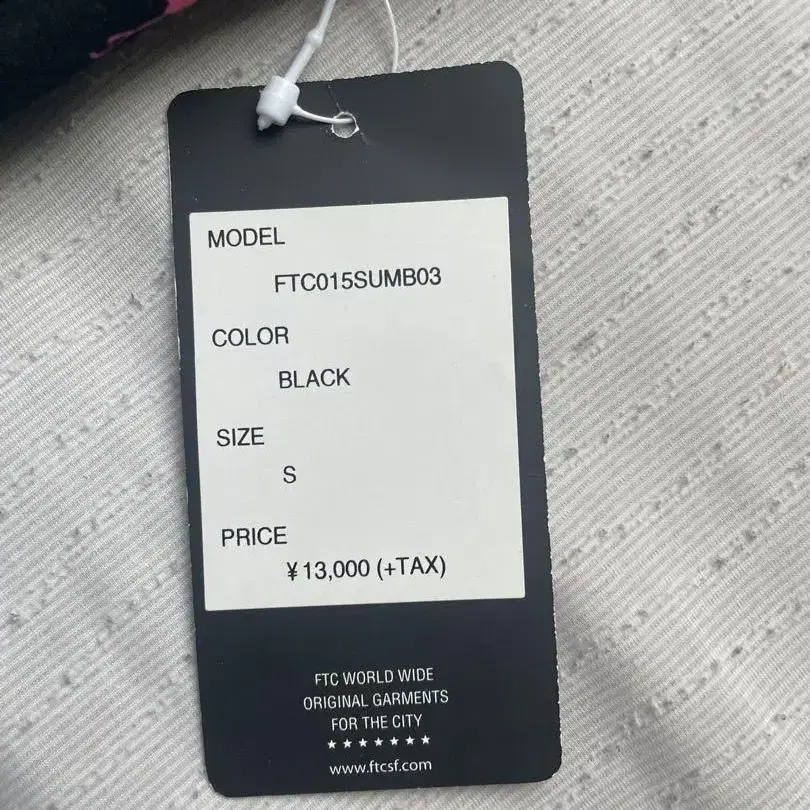 MODEL
FTC015SUMB03
COLOR
BLACK
SIZE
S
PRICE
¥13,000 (+TAX)
FTC WORLD WIDE
ORIGINAL GARMENTS
FOR THE CITY
★★★★★★★
www.ftcsf.com